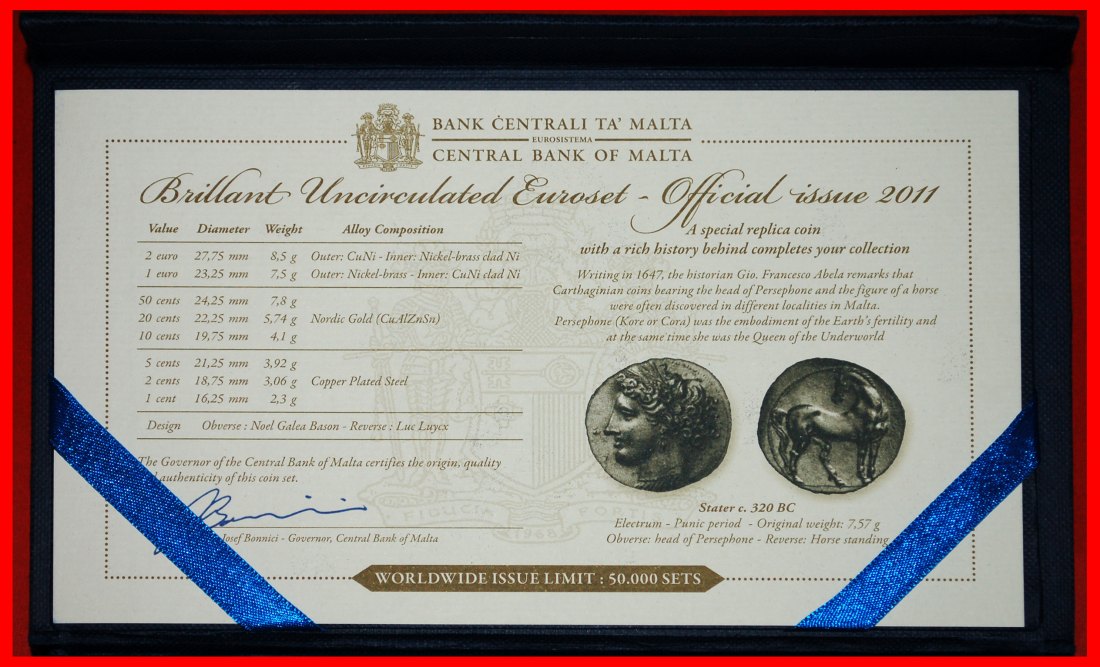 BANK ĊENTRALI TA' MALTA
EUROSISTEMA
CENTRAL BANK OF MALTA
Brillant Uncirculated Euroset - Official issue 2011
Value Diameter Weight Alloy Composition
2 euro 27,75 mm 8,5 g Outer: CuNi - Inner: Nickel-brass clad Ni
1 euro 23,25 mm 7,5 g Outer: Nickel-brass - Inner: CuNi clad Ni
50 cents 24,25 mm 7,8 g
20 cents 22,25 mm 5,74 g Nordic Gold (CuAlZnSn)
10 cents 19,75 mm 4,1 g
5 cents 21,25 mm 3,92 g
2 cents 18,75 mm 3,06 g Copper Plated Steel
1 cent 16,25 mm 2,3 g
Design Obverse : Noel Galea Bason - Reverse : Luc Luycx
The Governor of the Central Bank of Malta certifies the origin, quality
authenticity of this coin set.
Josef Bonnici - Governor, Central Bank of Malta
A special replica coin
with a rich history behind completes your collection
Writing in 1647, the historian Gio. Francesco Abela remarks that
Carthaginian coins bearing the head of Persephone and the figure of a horse
were often discovered in different localities in Malta.
Persephone (Kore or Cora) was the embodiment of the Earth's fertility and
at the same time she was the Queen of the Underworld
Stater c. 320 BC
Electrum - Punic period - Original weight: 7,57 g
Obverse: head of Persephone - Reverse: Horse standing
WORLDWIDE ISSUE LIMIT : 50.000 SETS